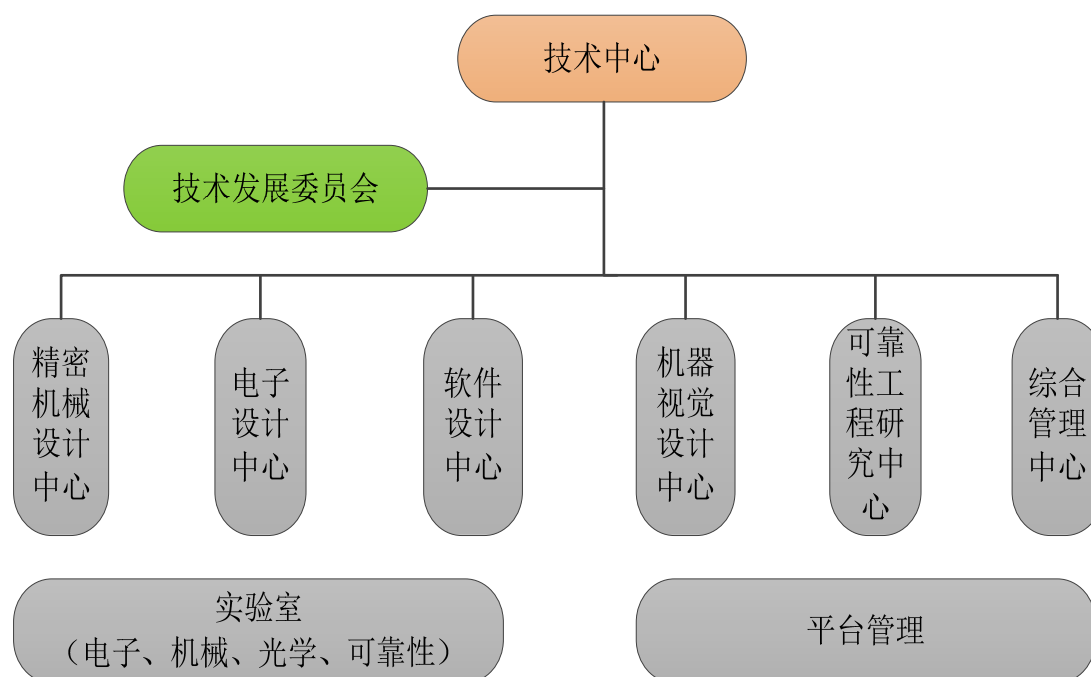 技术中心
技术发展委员会
精密
机械
设计
中心
电子
设计
中心
软件
设计
中心
机器
视觉
设计
中心
可靠
性工
程研
究中
心
综合
管理
中心
实验室
（电子、机械、光学、可靠性）
平台管理